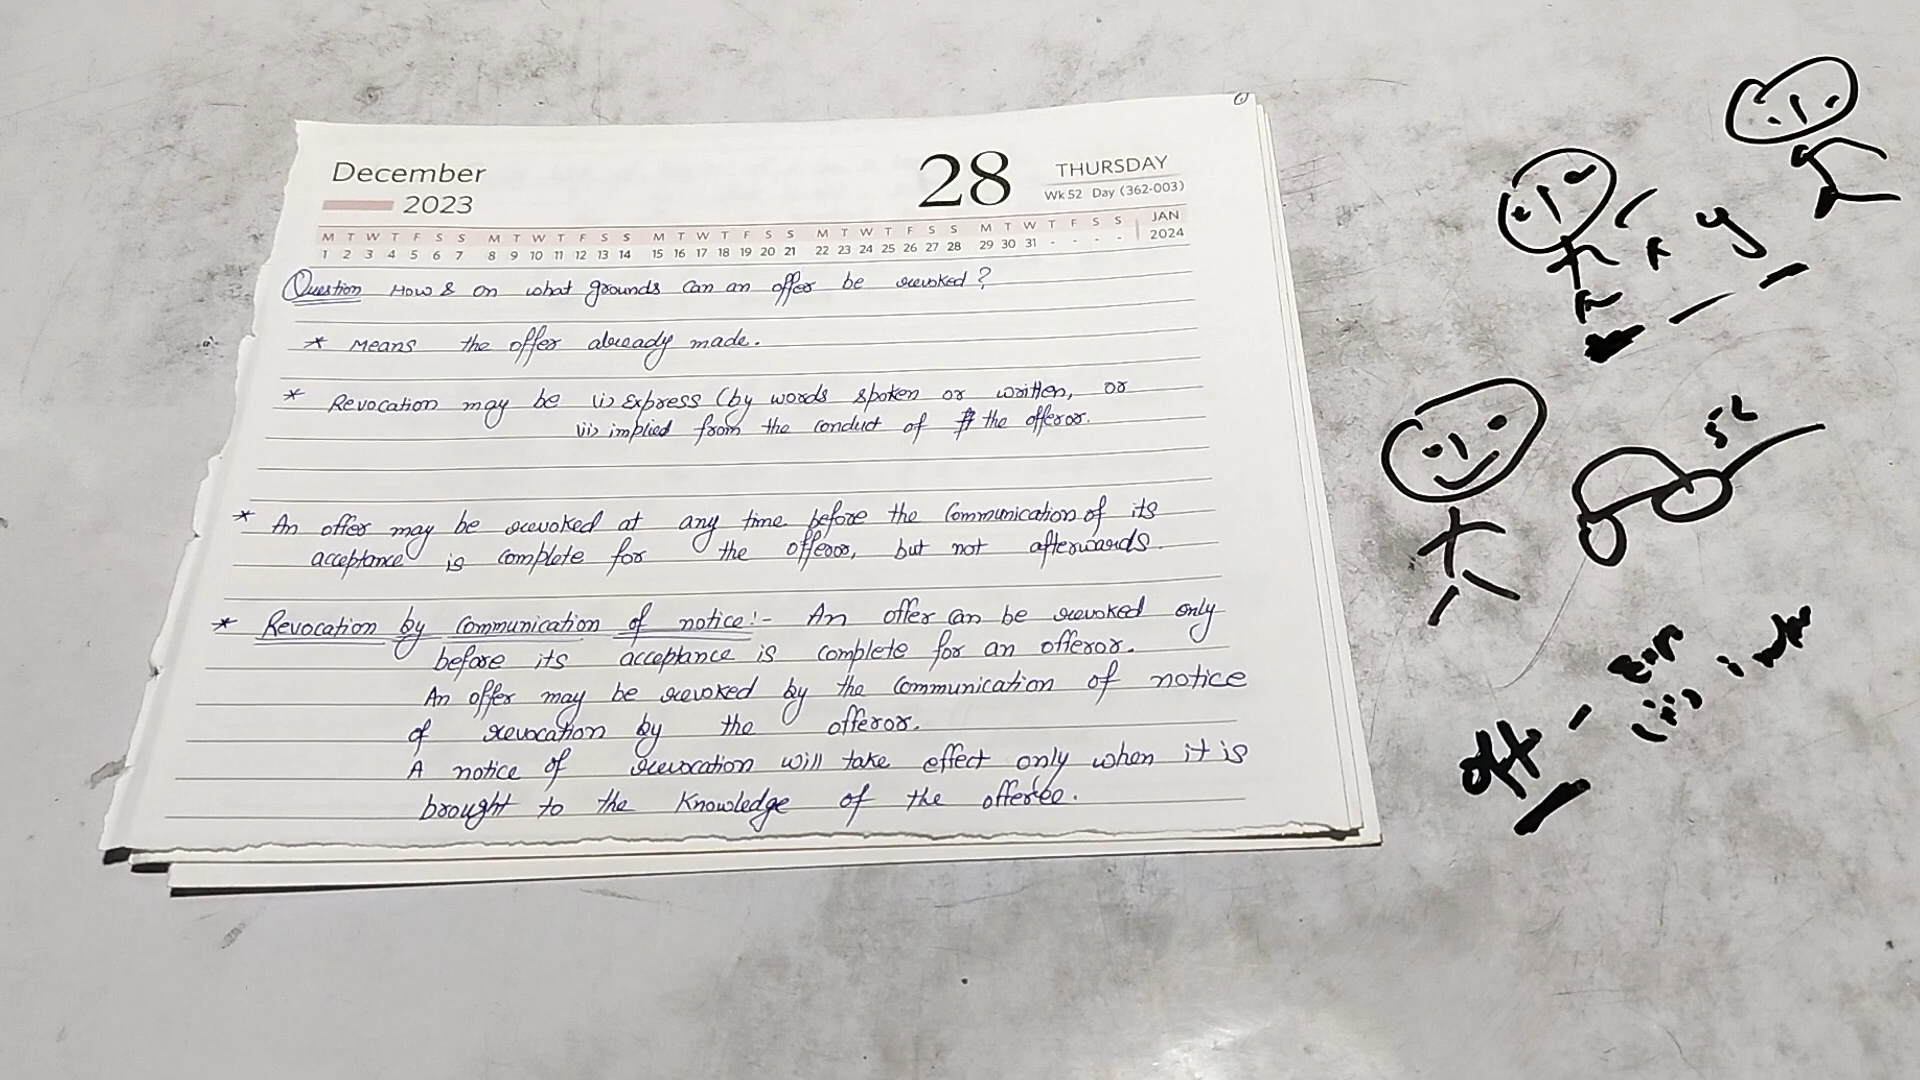 December
2023
28
THURSDAY
Wk 52 Day (362-003)
M T W T F S S M T W T F S S M T W T F S S M T W T F S S M T W T F S S
JAN
2024
1 2 3 4 5 6 7 8 9 10 11 12 13 14 15 16 17 18 19 20 21 22 23 24 25 26 27 28 29 30 31 - - - -
Question How & on what grounds can an offer be revoked?
* Means the offer already made.
* Revocation may be (i) Express (by words spoken or written, or
(ii) implied from the conduct of the offeror.
* An offer may be revoked at any time before the communication of its
acceptance is complete for the offeror, but not afterwards.
* Revocation by communication of notice:- An offer can be revoked only
before its acceptance is complete for an offeror.
An offer may be revoked by the communication of notice
of revocation by the offeror.
A notice of revocation will take effect only when it is
brought to the knowledge of the offeree.
y
5L
off - Exp
(ii)